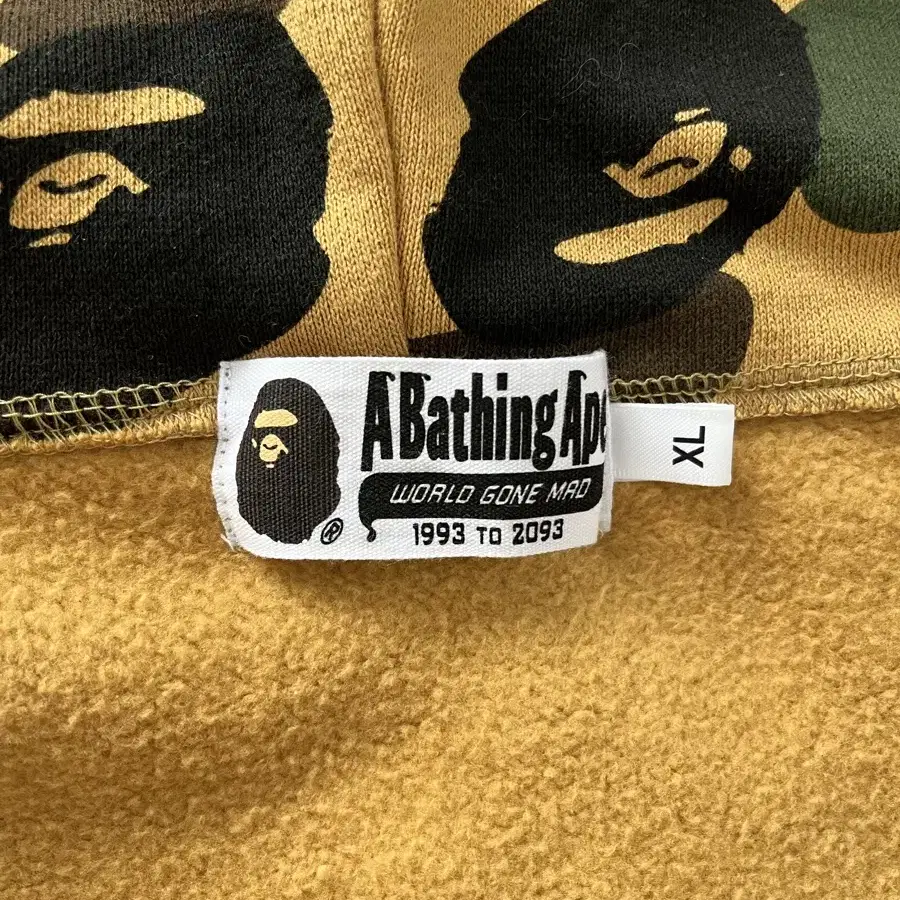 A Bathing Ape
WORLD GONE MAD
1993 TO 2093
®
XL